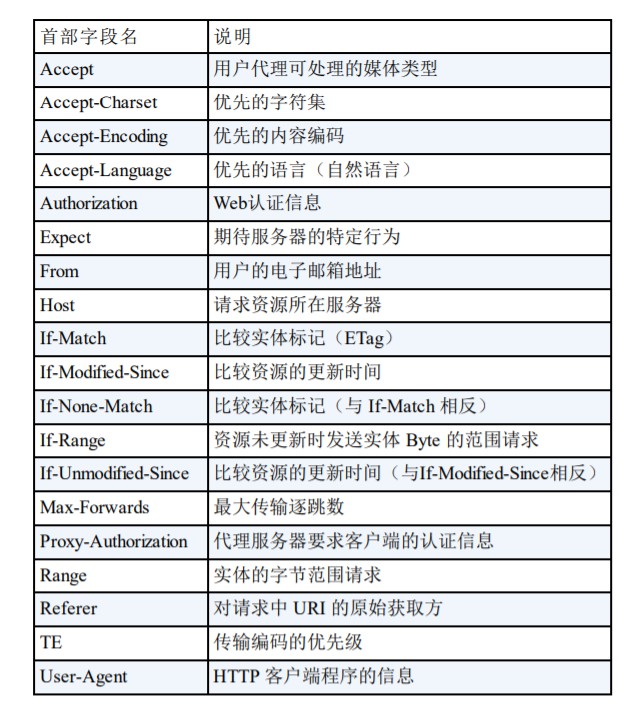 首部字段名 说明
Accept 用户代理可处理的媒体类型
Accept-Charset 优先的字符集
Accept-Encoding 优先的内容编码
Accept-Language 优先的语言（自然语言）
Authorization Web认证信息
Expect 期待服务器的特定行为
From 用户的电子邮箱地址
Host 请求资源所在服务器
If-Match 比较实体标记（ETag）
If-Modified-Since 比较资源的更新时间
If-None-Match 比较实体标记（与 If-Match 相反）
If-Range 资源未更新时发送实体 Byte 的范围请求
If-Unmodified-Since 比较资源的更新时间（与If-Modified-Since相反）
Max-Forwards 最大传输逐跳数
Proxy-Authorization 代理服务器要求客户端的认证信息
Range 实体的字节范围请求
Referer 对请求中 URI 的原始获取方
TE 传输编码的优先级
User-Agent HTTP 客户端程序的信息